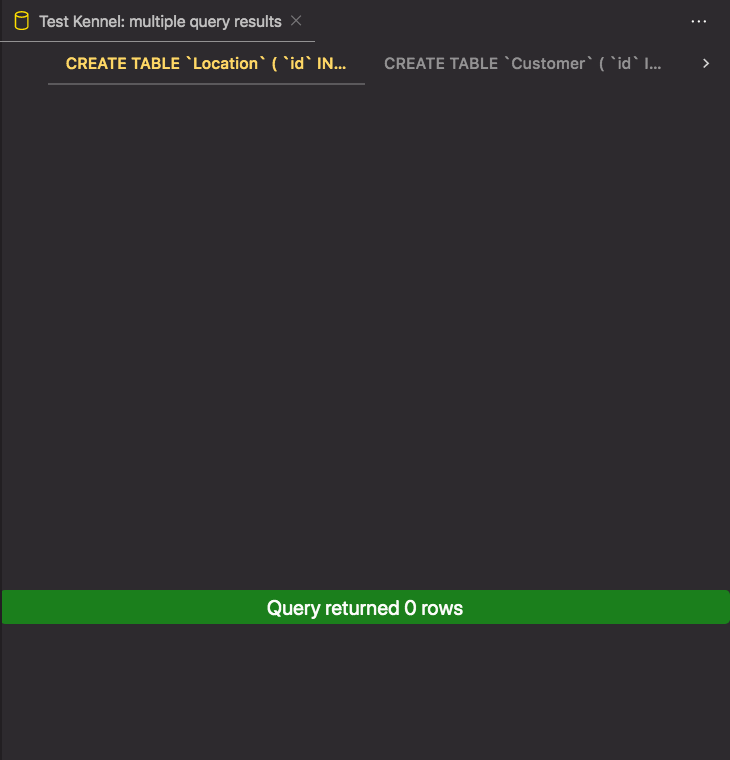 Test Kennel: multiple query results
CREATE TABLE `Location` ( `id` IN...
CREATE TABLE `Customer` ( `id` I...
Query returned 0 rows